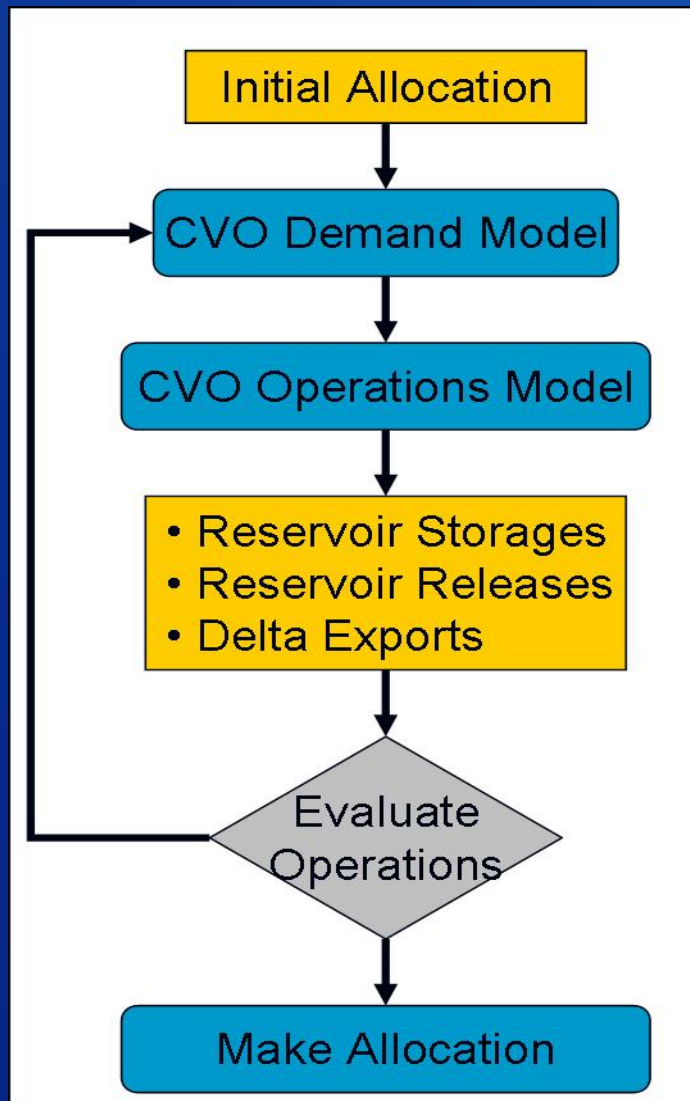 Initial Allocation
CVO Demand Model
CVO Operations Model
• Reservoir Storages
• Reservoir Releases
• Delta Exports
Evaluate
Operations
Make Allocation